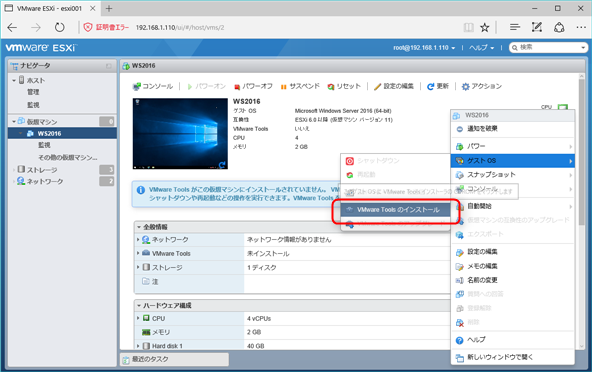 VMware ESXi - esxi001
証明書エラー 192.168.1.110/ui/#/host/vms/2
vmware ESXi™
root@192.168.1.110
ヘルプ
検索
ナビゲータ
ホスト
管理
監視
仮想マシン 0
WS2016
監視
その他の仮想マシン...
ストレージ 3
ネットワーク 2
WS2016
コンソール
パワーオン
パワーオフ
サスペンド
リセット
設定の編集
更新
アクション
WS2016
ゲスト OS Microsoft Windows Server 2016 (64-bit)
互換性 ESXi 6.0 以降 (仮想マシン バージョン 11)
VMware Tools いいえ
CPU 4
メモリ 2 GB
CPU
VMware Tools がこの仮想マシンにインストールされていません。
シャットダウンや再起動などの操作を実行できます。
全般情報
ネットワーク ネットワーク情報がありません
VMware Tools 未インストール
ストレージ 1 ディスク
注
ハードウェア構成
CPU 4 vCPUs
メモリ 2 GB
Hard disk 1 40 GB
最近のタスク
シャットダウン
再起動
VMware Tools のインストール
WS2016
通知を破棄
パワー
ゲスト OS
スナップショット
コンソール
自動開始
仮想マシンの互換性のアップグレード
エクスポート
設定の編集
メモの編集
名前の変更
登録解除
削除
ヘルプ
新しいウィンドウで開く